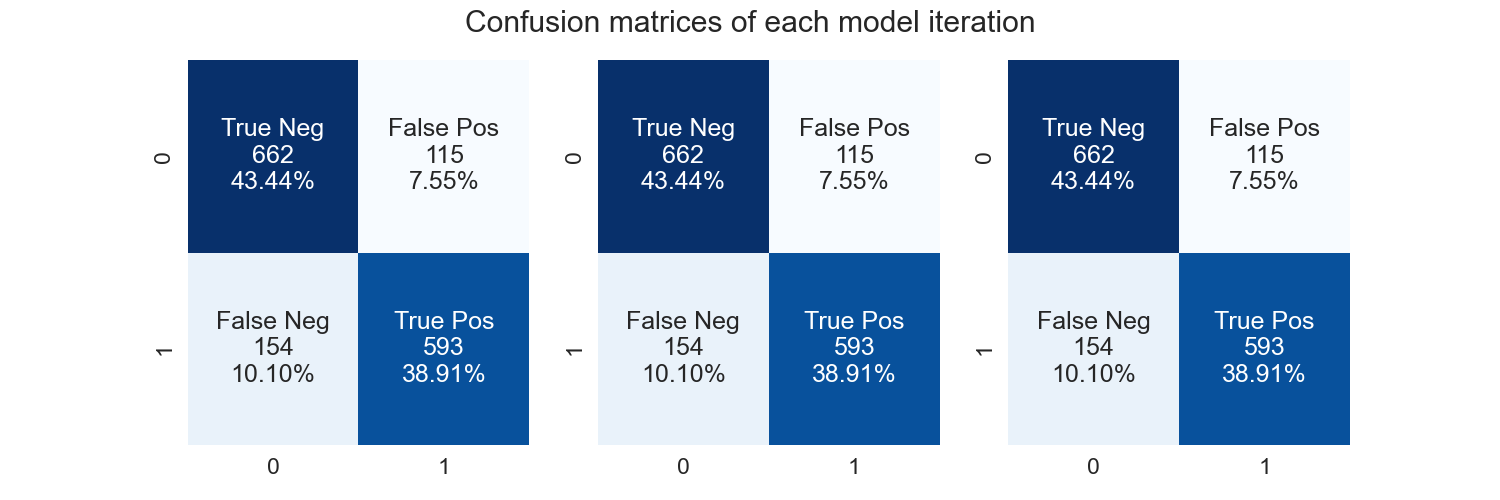 Confusion matrices of each model iteration
0
True Neg
662
43.44%
False Pos
115
7.55%
1
False Neg
154
10.10%
True Pos
593
38.91%
0
1
0
True Neg
662
43.44%
False Pos
115
7.55%
1
False Neg
154
10.10%
True Pos
593
38.91%
0
1
0
True Neg
662
43.44%
False Pos
115
7.55%
1
False Neg
154
10.10%
True Pos
593
38.91%
0
1